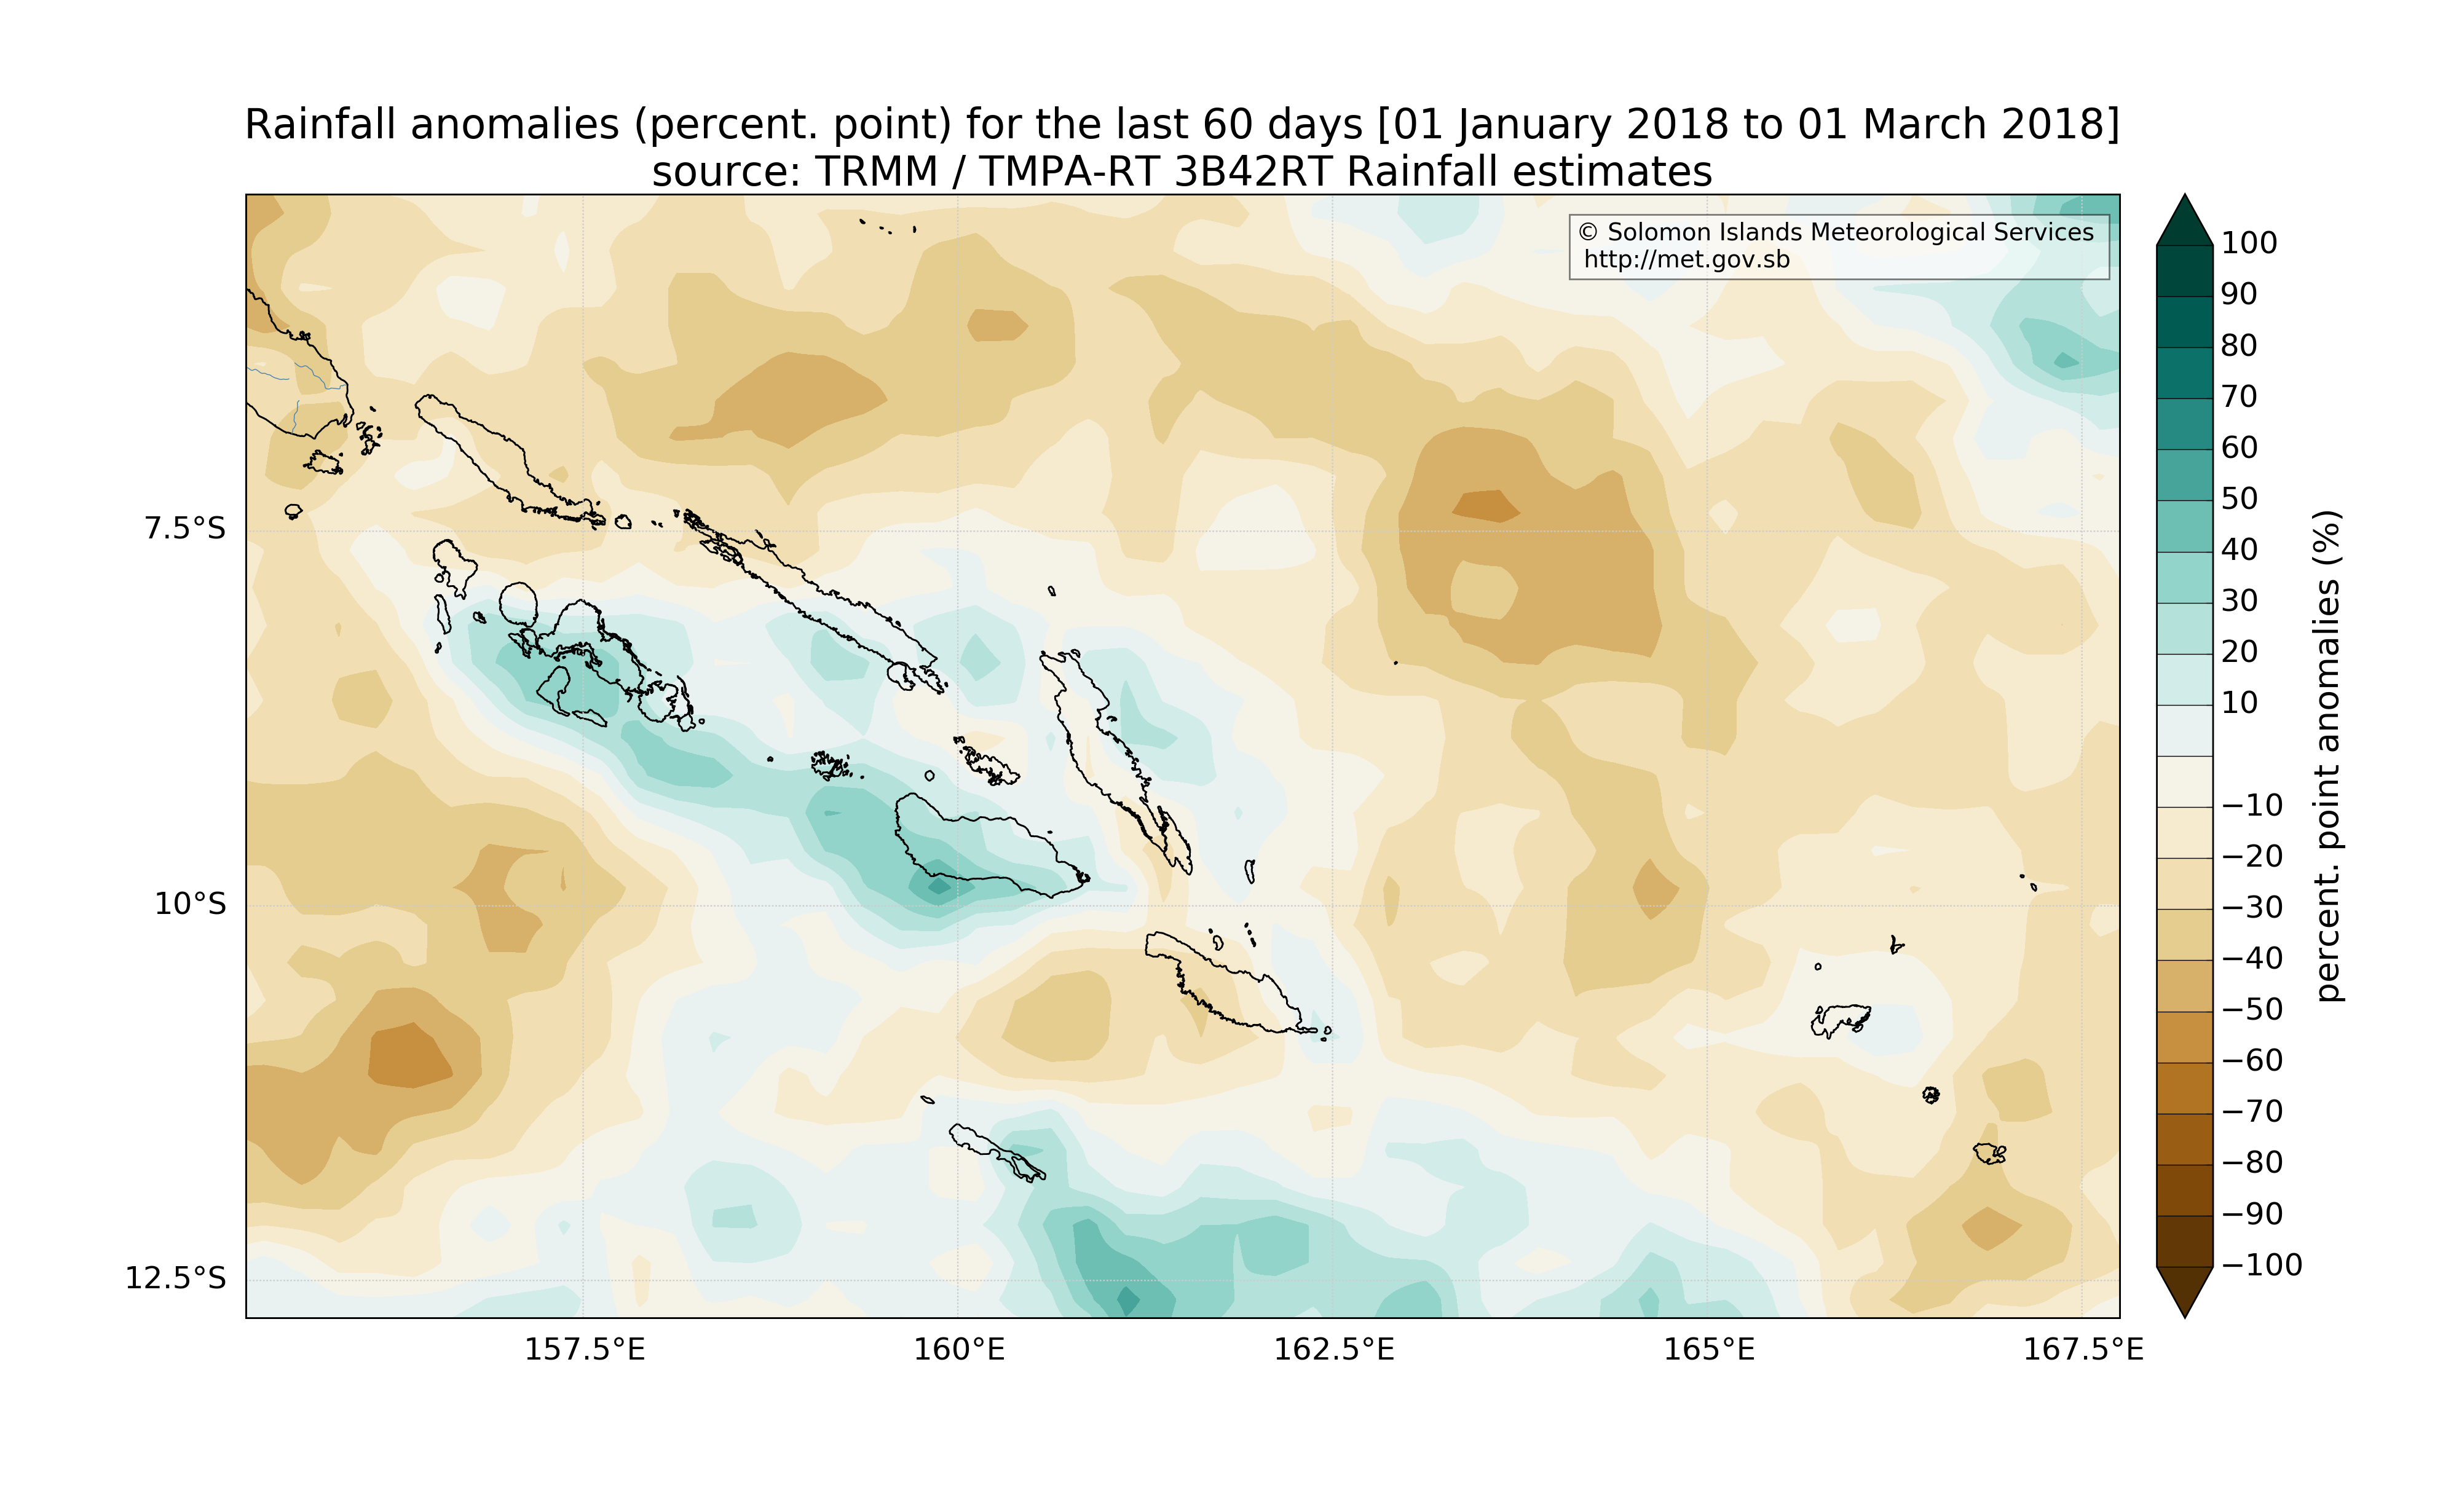 Rainfall anomalies (percent. point) for the last 60 days [01 January 2018 to 01 March 2018]
source: TRMM / TMPA-RT 3B42RT Rainfall estimates
© Solomon Islands Meteorological Services
http://met.gov.sb
7.5°S
10°S
12.5°S
157.5°E
160°E
162.5°E
165°E
167.5°E
100
90
80
70
60
50
40
30
20
10
−10
−20
−30
−40
−50
−60
−70
−80
−90
−100
percent. point anomalies (%)